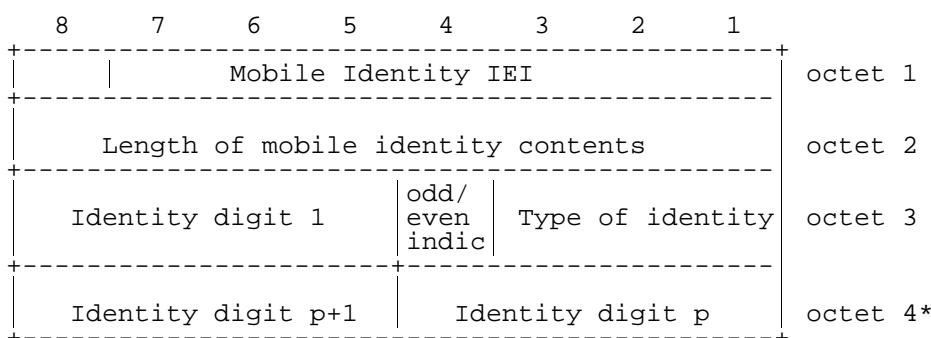 8 7 6 5 4 3 2 1
Mobile Identity IEI octet 1
Length of mobile identity contents octet 2
odd/
Identity digit 1 even Type of identity octet 3
indic
Identity digit p+1 Identity digit p octet 4*